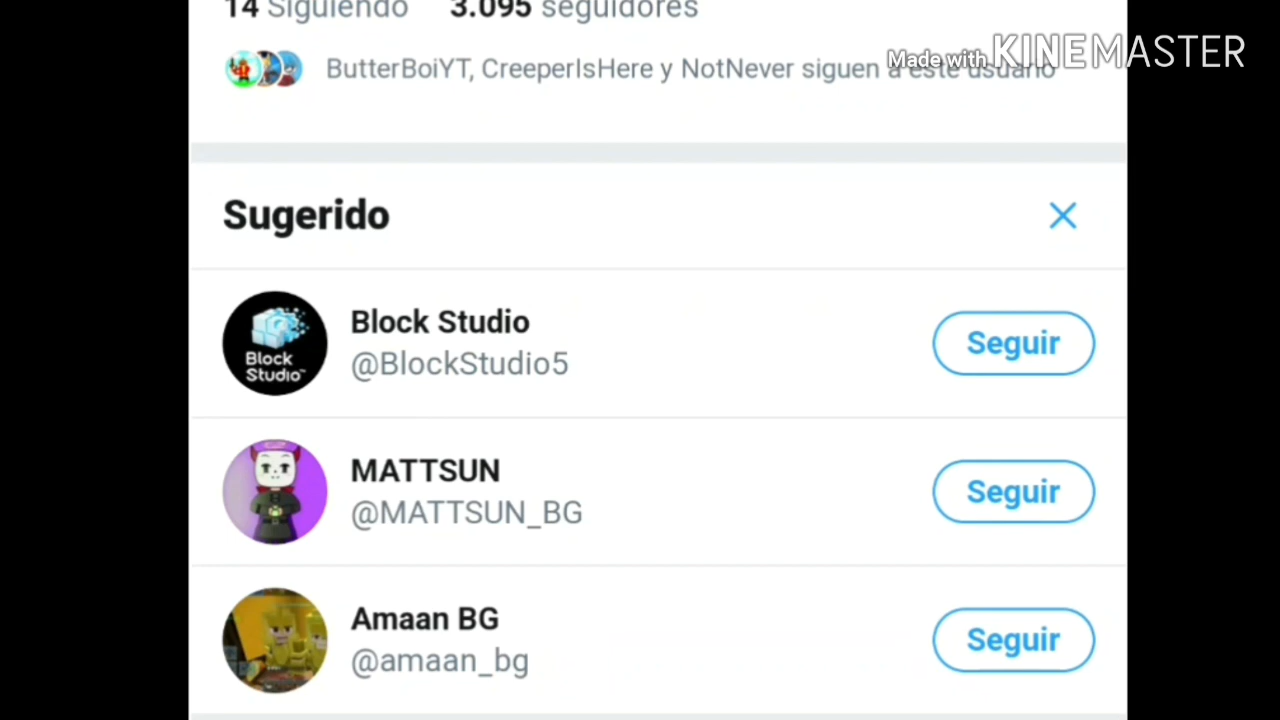 14 Siguiendo 3.095 seguidores
Made with KINEMASTER
ButterBoiYT, CreeperIsHere y NotNever siguen a este usuario
Sugerido
Block Studio
@BlockStudio5
Seguir
Block
Studio™
MATTSUN
@MATTSUN_BG
Seguir
Amaan BG
@amaan_bg
Seguir